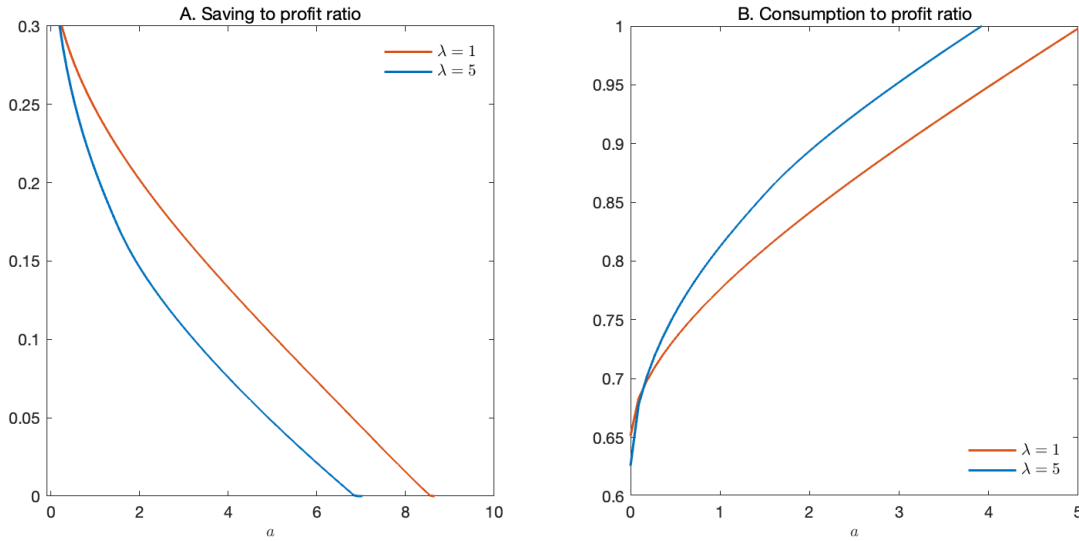 A. Saving to profit ratio
0.3
0.25
0.2
0.15
0.1
0.05
0
λ = 1
λ = 5
0 2 4 6 8 10
a
B. Consumption to profit ratio
1
0.95
0.9
0.85
0.8
0.75
0.7
0.65
0.6
λ = 1
λ = 5
0 1 2 3 4 5
a